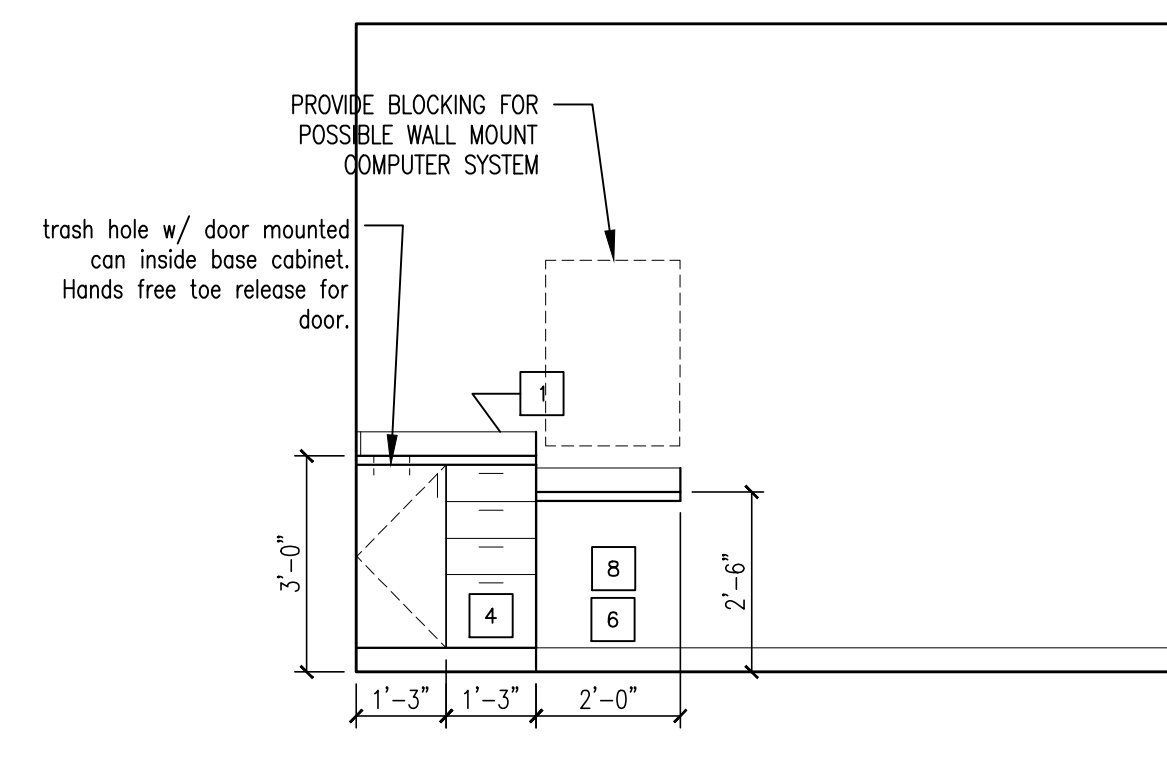 PROVIDE BLOCKING FOR
POSSIBLE WALL MOUNT
COMPUTER SYSTEM
trash hole w/ door mounted
can inside base cabinet.
Hands free toe release for
door.
1
3'-0"
8
4
6
2'-6"
1'-3"
1'-3"
2'-0"